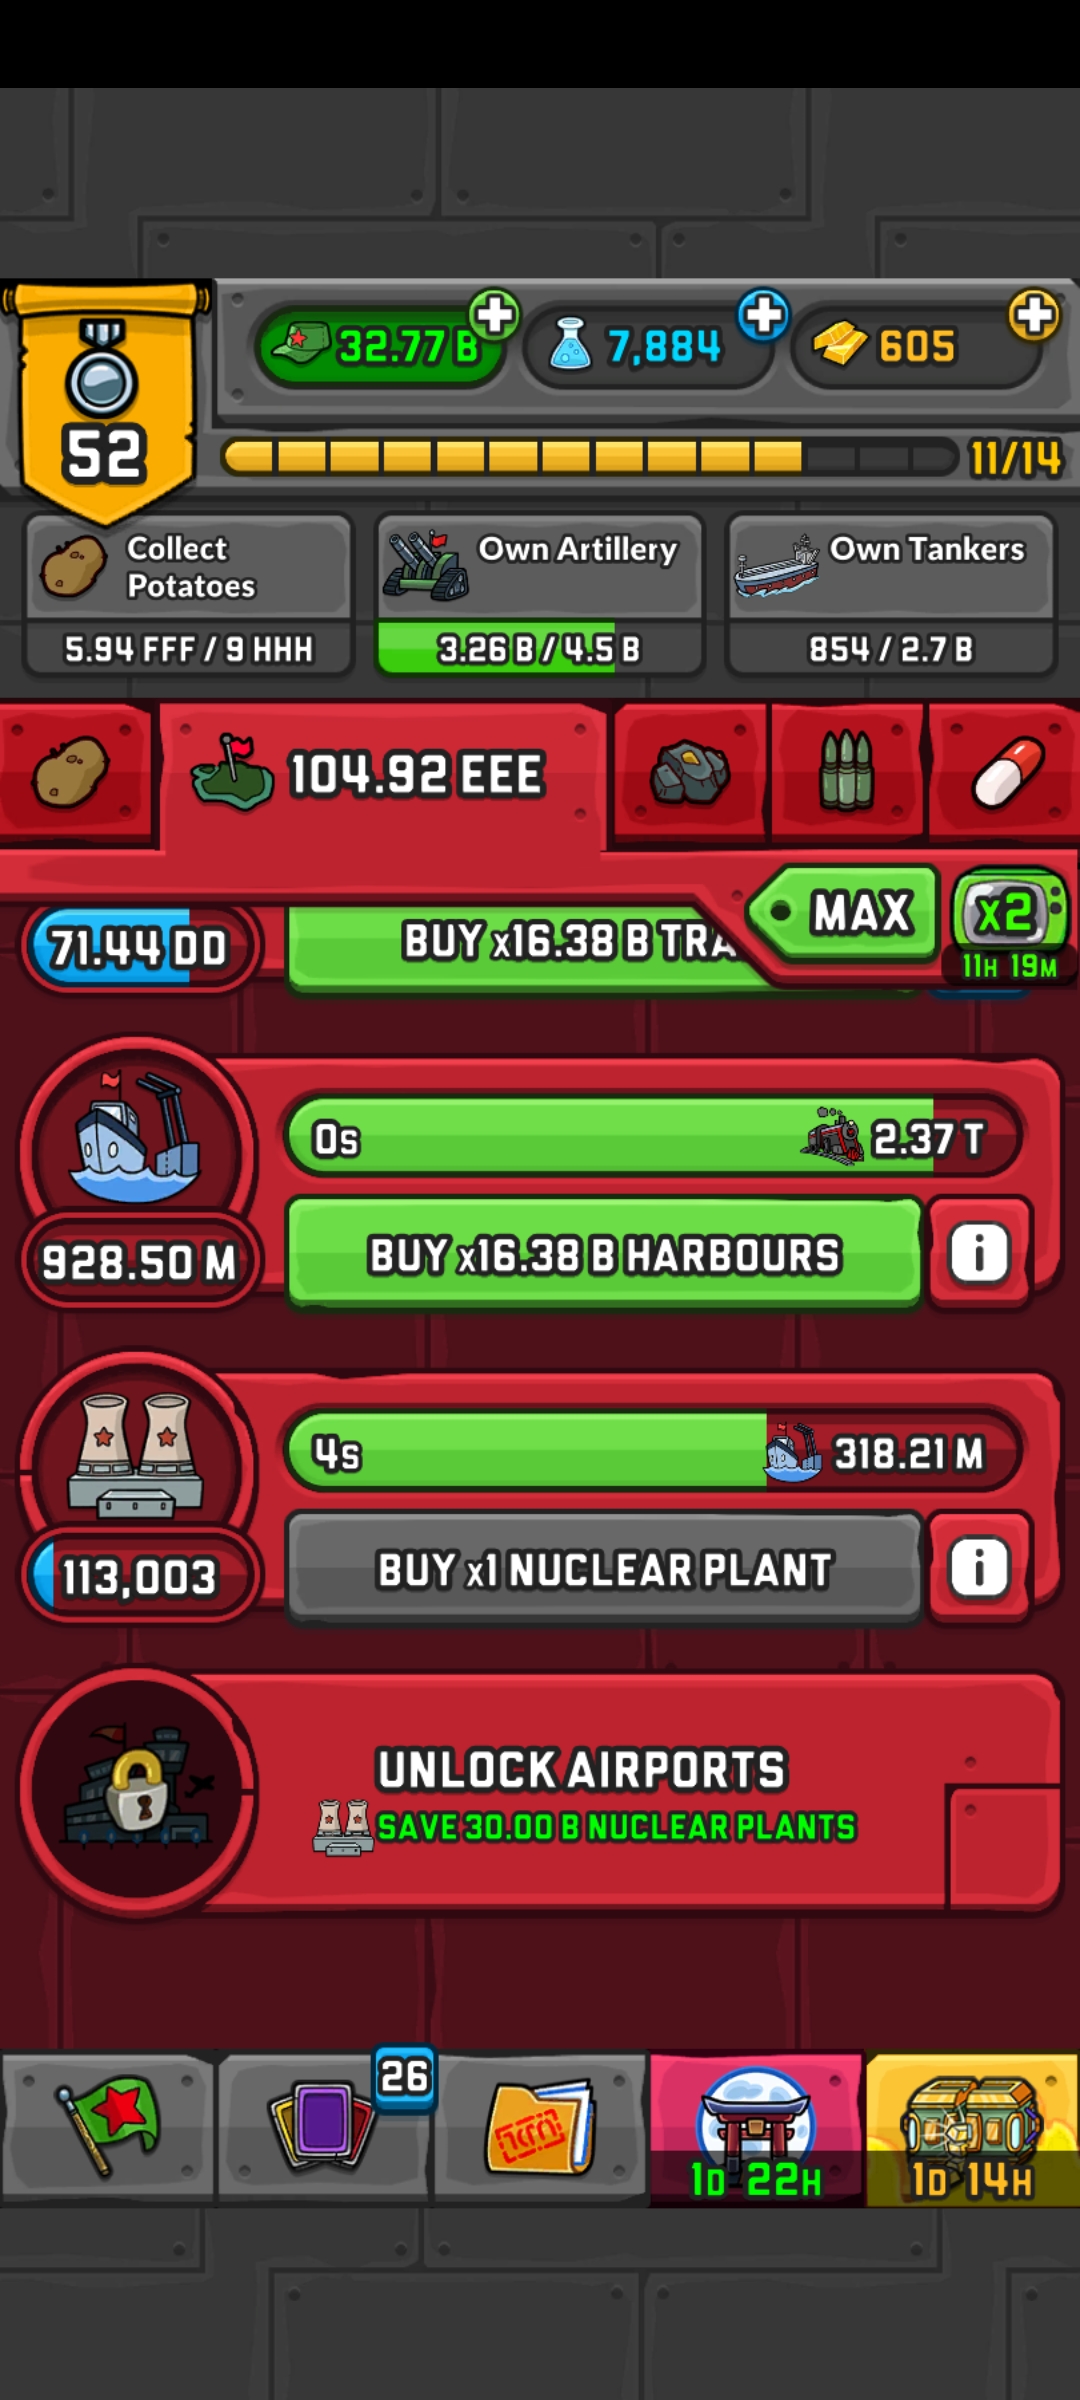 32.77 B
7,884
605
52
11/14
Collect
Potatoes
5.94 FFF / 9 HHH
Own Artillery
3.26 B / 4.5 B
Own Tankers
854 / 2.7 B
104.92 EEE
MAX
x2
11H 19M
71.44 DD
BUY x16.38 B TRA
0s
2.37 T
928.50 M
BUY x16.38 B HARBOURS
i
4s
318.21 M
113,003
BUY x1 NUCLEAR PLANT
i
UNLOCK AIRPORTS
SAVE 30.00 B NUCLEAR PLANTS
26
1D 22H
1D 14H